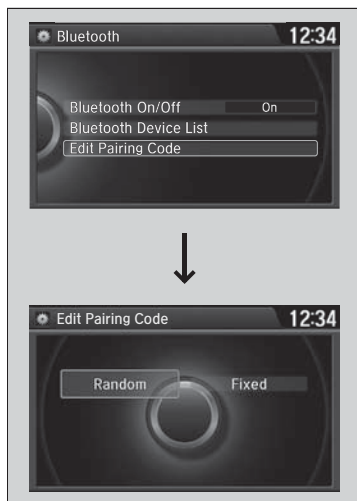 Bluetooth 12:34
Bluetooth On/Off On
Bluetooth Device List
Edit Pairing Code
Edit Pairing Code 12:34
Random Fixed